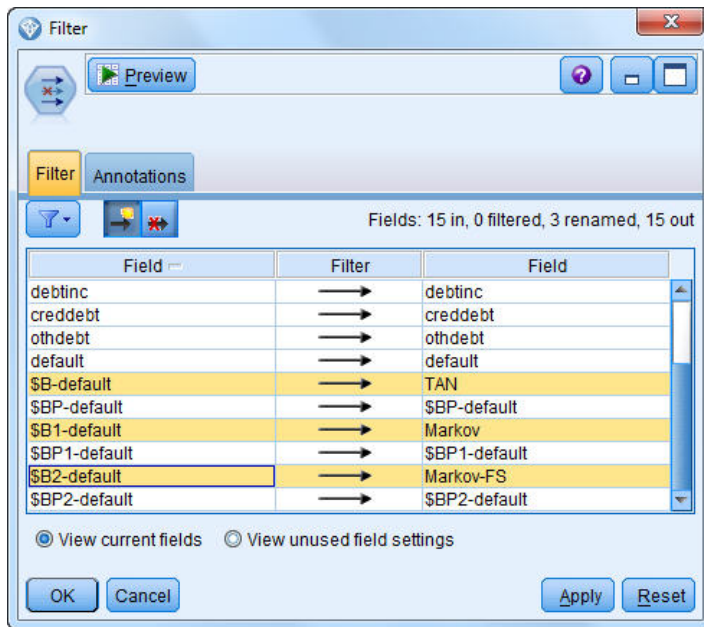 Filter
Preview
Filter Annotations
Fields: 15 in, 0 filtered, 3 renamed, 15 out
Field Filter Field
debtinc debtinc
creddebt creddebt
othdebt othdebt
default default
$B-default TAN
$BP-default $BP-default
$B1-default Markov
$BP1-default $BP1-default
$B2-default Markov-FS
$BP2-default $BP2-default
View current fields View unused field settings
OK Cancel Apply Reset